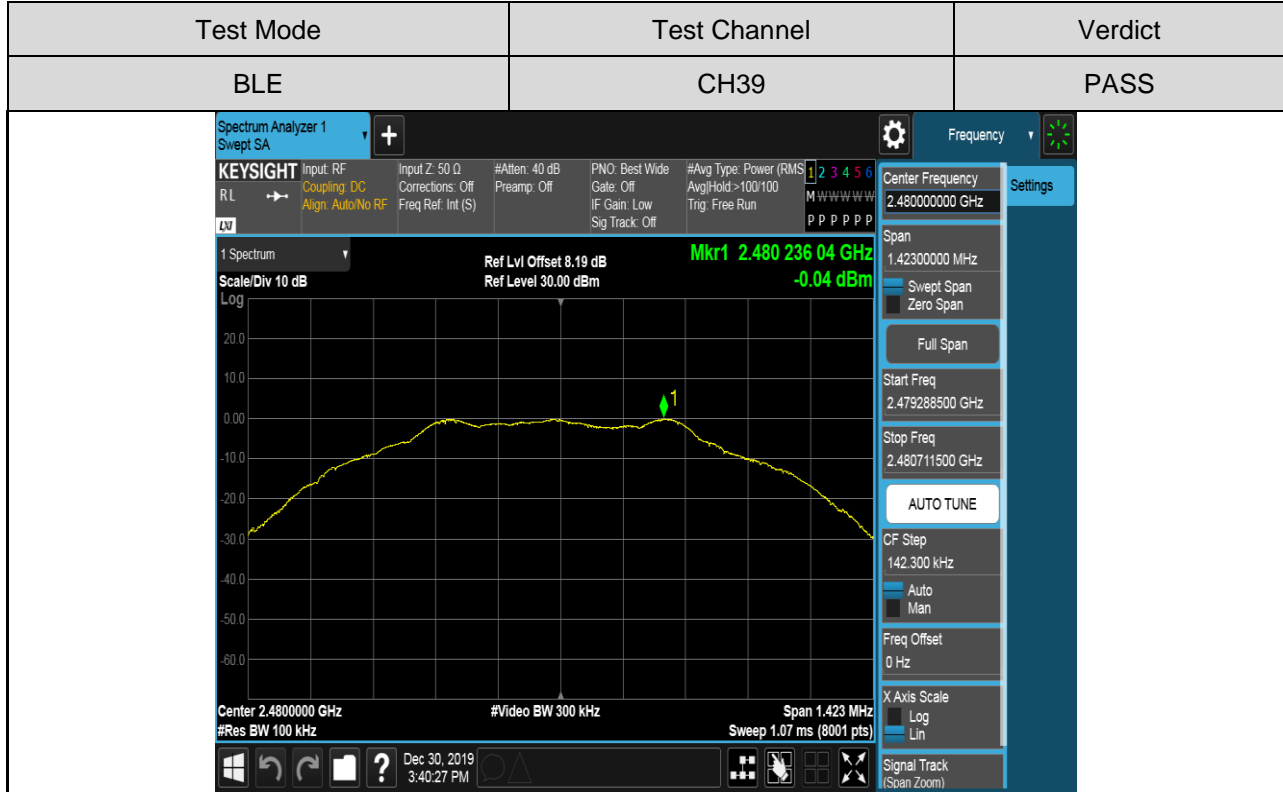 Test Mode Test Channel Verdict
BLE CH39 PASS
Spectrum Analyzer 1
Swept SA
+
Frequency
KEYSIGHT
RL
LXI
Input: RF
Coupling: DC
Align: Auto/No RF
Input Z: 50 Ω
Corrections: Off
Freq Ref: Int (S)
#Atten: 40 dB
Preamp: Off
PNO: Best Wide
Gate: Off
IF Gain: Low
Sig Track: Off
#Avg Type: Power (RMS
Avg|Hold:>100/100
Trig: Free Run
1 2 3 4 5 6
M W W W W W
P P P P P P
1 Spectrum
Scale/Div 10 dB
Log
Ref Lvl Offset 8.19 dB
Ref Level 30.00 dBm
Mkr1 2.480 236 04 GHz
-0.04 dBm
1
20.0
10.0
0.00
-10.0
-20.0
-30.0
-40.0
-50.0
-60.0
Center 2.4800000 GHz
#Res BW 100 kHz
#Video BW 300 kHz
Span 1.423 MHz
Sweep 1.07 ms (8001 pts)
Center Frequency
2.480000000 GHz
Settings
Span
1.42300000 MHz
Swept Span
Zero Span
Full Span
Start Freq
2.479288500 GHz
Stop Freq
2.480711500 GHz
AUTO TUNE
CF Step
142.300 kHz
Auto
Man
Freq Offset
0 Hz
X Axis Scale
Log
Lin
Signal Track
(Span Zoom)
?
Dec 30, 2019
3:40:27 PM